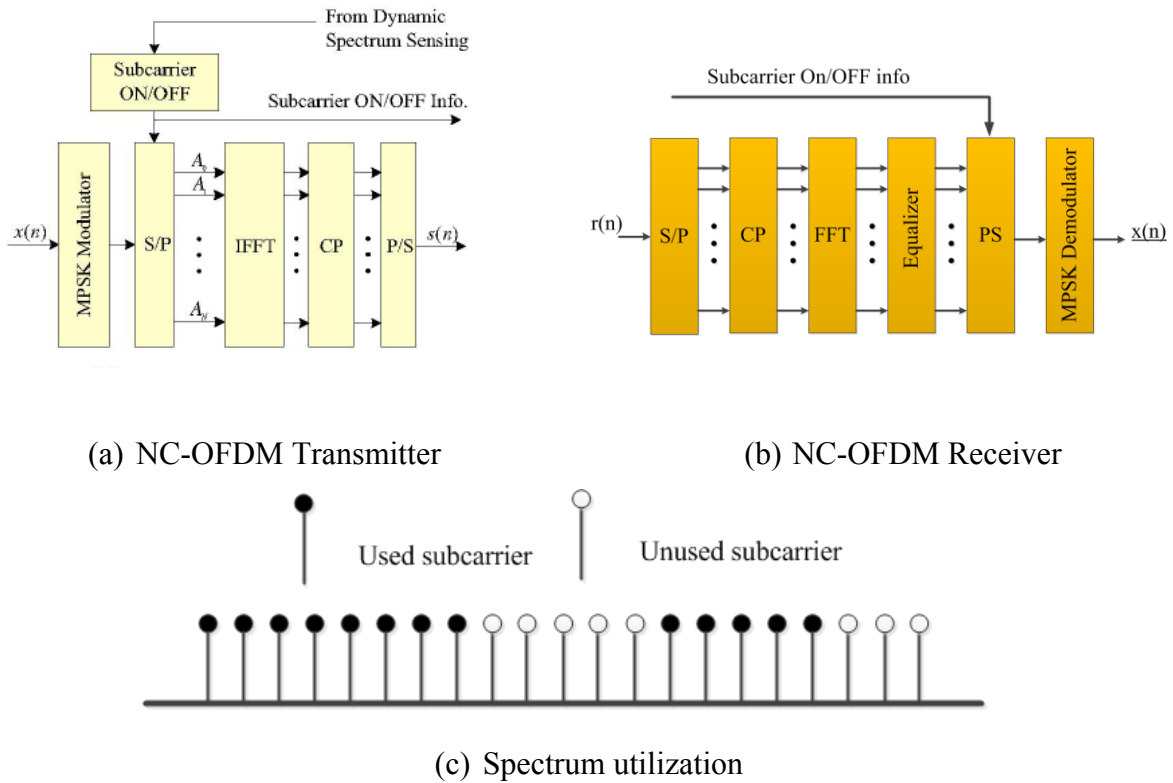 From Dynamic
Spectrum Sensing
Subcarrier
ON/OFF
Subcarrier ON/OFF Info.
x(n)
MPSK Modulator
S/P
A₀
A₁
A_N
IFFT
CP
P/S
s(n)
Subcarrier On/OFF info
r(n)
S/P
CP
FFT
Equalizer
PS
MPSK Demodulator
x(n)
(a) NC-OFDM Transmitter
(b) NC-OFDM Receiver
Used subcarrier
Unused subcarrier
(c) Spectrum utilization